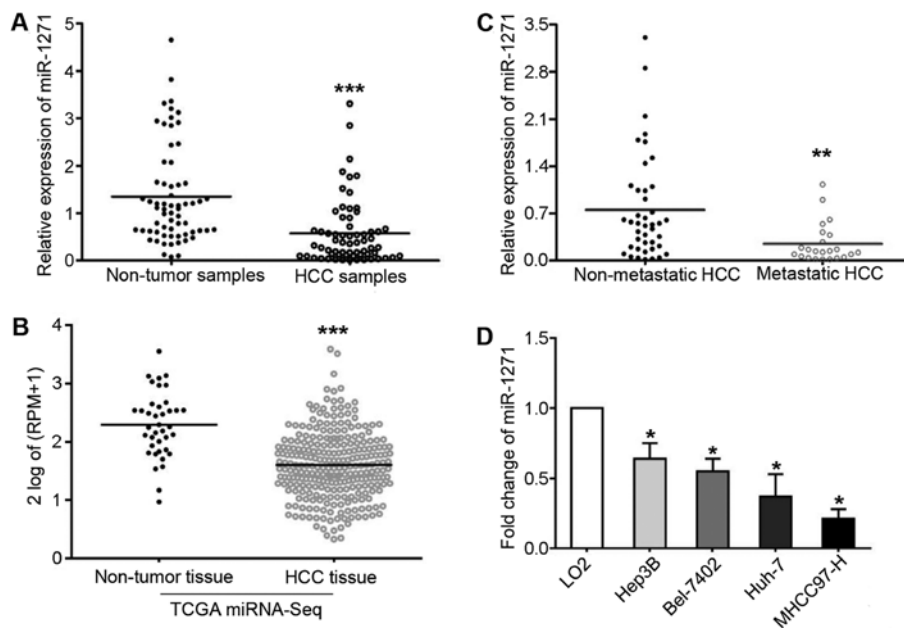 A
Relative expression of miR-1271
5
4
3
2
1
0
***
Non-tumor samples
HCC samples
C
Relative expression of miR-1271
3.5
2.8
2.1
1.4
0.7
0.0
**
Non-metastatic HCC
Metastatic HCC
B
2 log of (RPM+1)
4
3
2
1
0
***
Non-tumor tissue
HCC tissue
TCGA miRNA-Seq
D
Fold change of miR-1271
1.5
1.0
0.5
0.0
*
*
*
*
LO2
Hep3B
Bel-7402
Huh-7
MHCC97-H